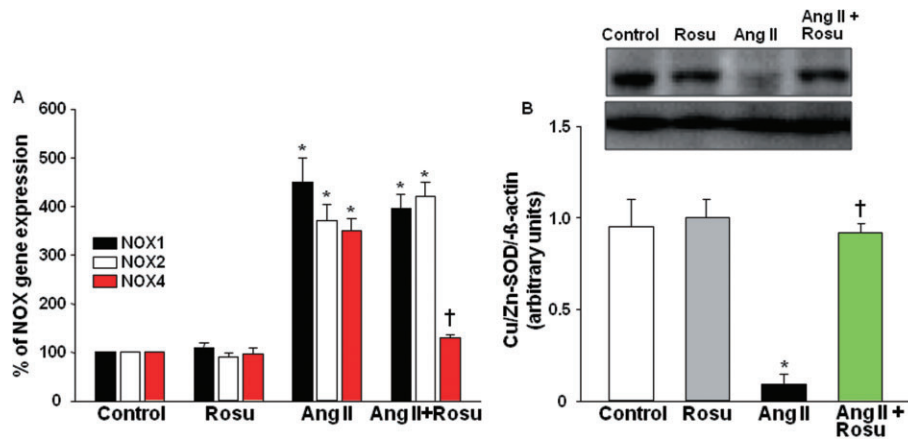 A
% of NOX gene expression
600
500
400
300
200
100
0
NOX1
NOX2
NOX4
*
*
*
*
*
†
Control
Rosu
Ang II
Ang II+Rosu
Control
Rosu
Ang II
Ang II +
Rosu
B
Cu/Zn-SOD/-ß-actin
(arbitrary units)
1.5
1.0
0.5
0
*
†
Control
Rosu
Ang II
Ang II +
Rosu